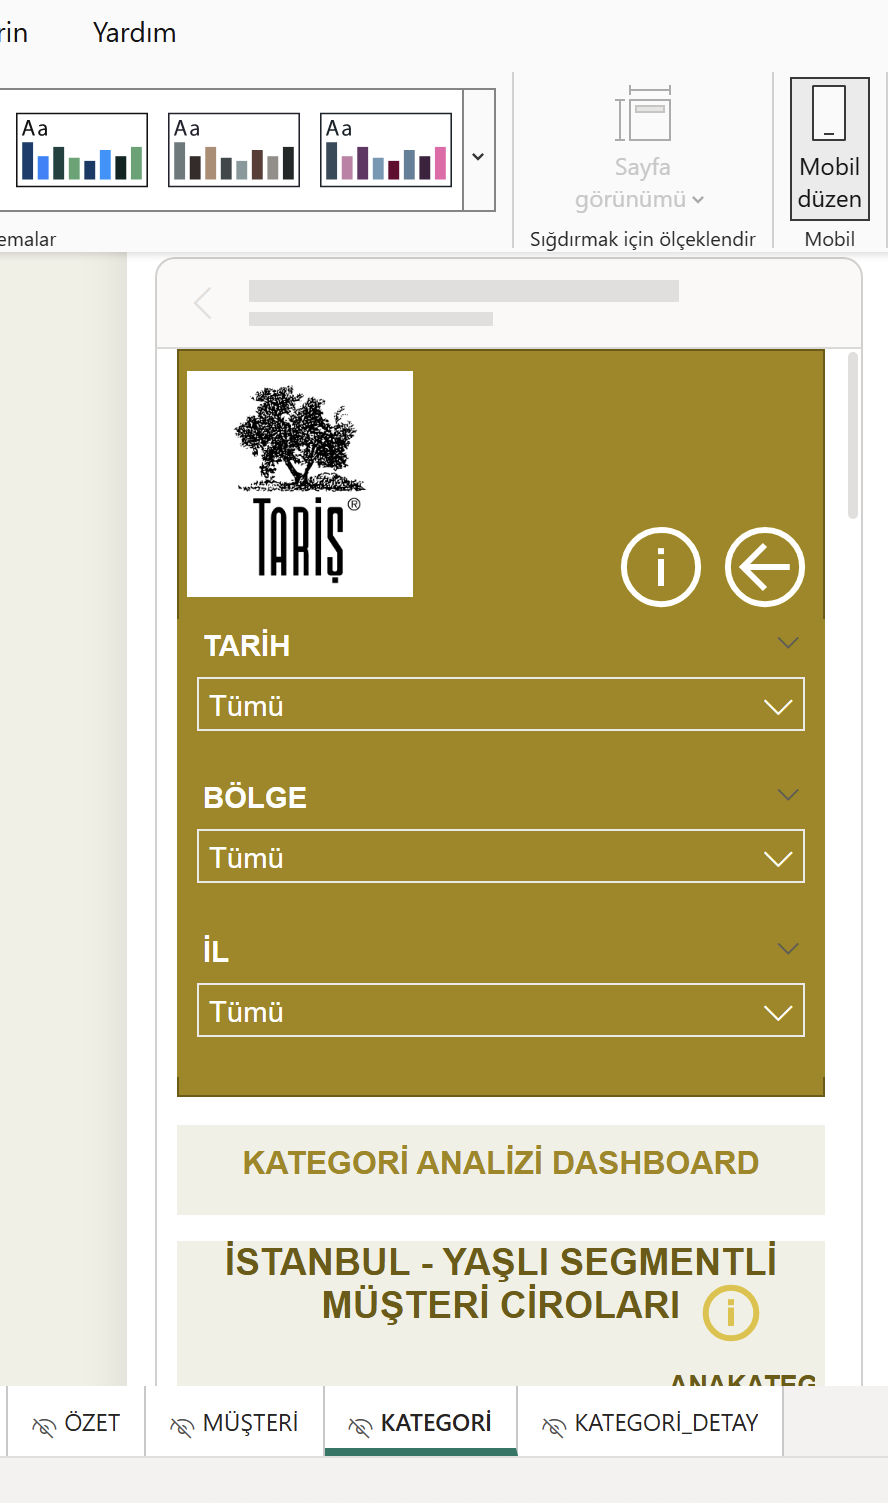 rin
Yardım
Aa
Aa
Aa
Sayfa
görünümü
Mobil
düzen
emalar
Sığdırmak için ölçeklendir
Mobil
TARİŞ®
TARİH
Tümü
BÖLGE
Tümü
İL
Tümü
KATEGORİ ANALİZİ DASHBOARD
İSTANBUL - YAŞLI SEGMENTLİ
MÜŞTERİ CİROLARI
ANAKATEG
ÖZET
MÜŞTERİ
KATEGORİ
KATEGORİ_DETAY